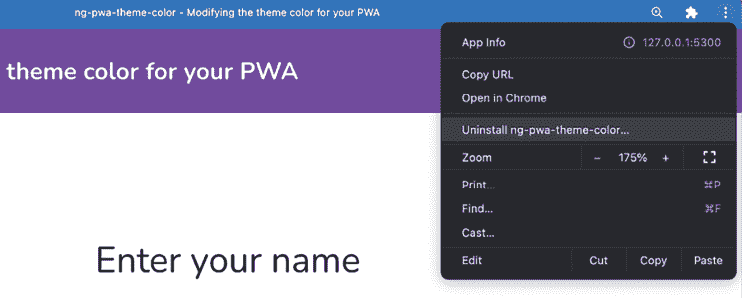 ng-pwa-theme-color - Modifying the theme color for your PWA
theme color for your PWA
App Info 127.0.0.1:5300
Copy URL
Open in Chrome
Uninstall ng-pwa-theme-color...
Zoom − 175% +
Print... ⌘P
Find... ⌘F
Cast...
Edit Cut Copy Paste
Enter your name